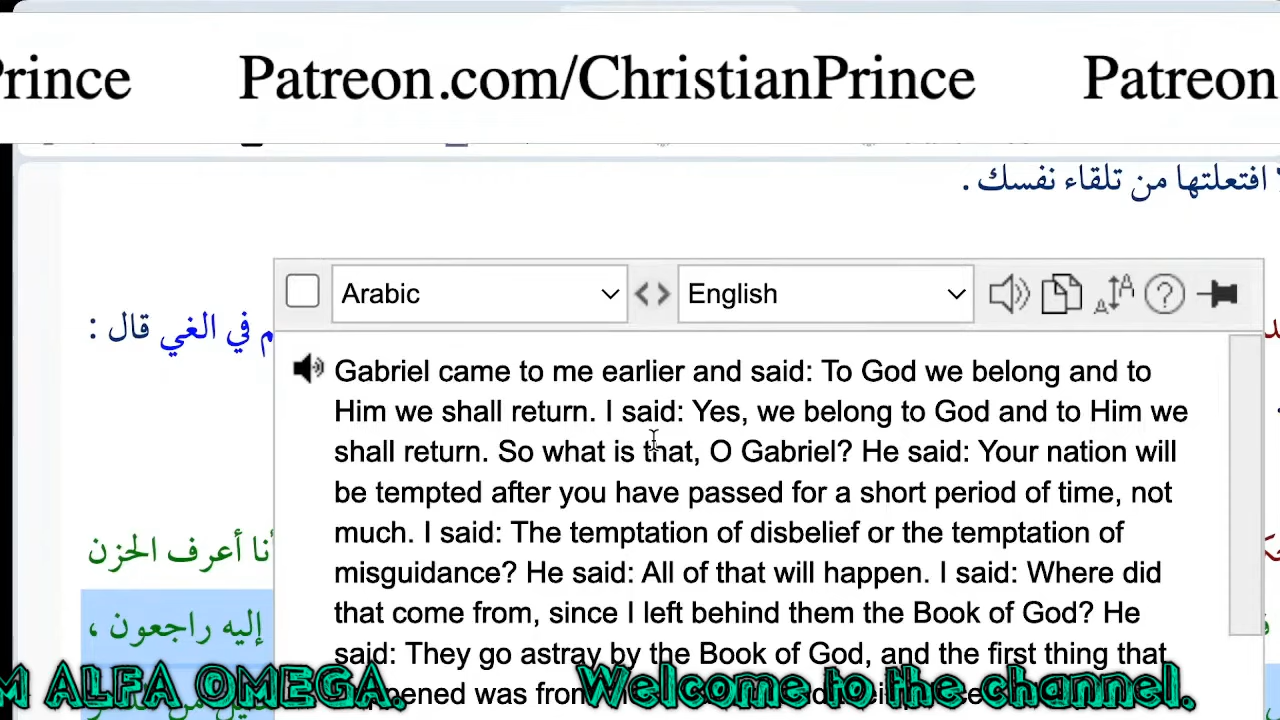 Prince Patreon.com/ChristianPrince Patreon
افتعلتها من تلقاء نفسك .
Arabic English
في الغي قال :
Gabriel came to me earlier and said: To God we belong and to
Him we shall return. I said: Yes, we belong to God and to Him we
shall return. So what is that, O Gabriel? He said: Your nation will
be tempted after you have passed for a short period of time, not
much. I said: The temptation of disbelief or the temptation of
أنا أعرف الحزن
misguidance? He said: All of that will happen. I said: Where did
that come from, since I left behind them the Book of God? He
إليه راجعون ،
said: They go astray by the Book of God, and the first thing that
M ALFA OMEGA. Welcome to the channel.